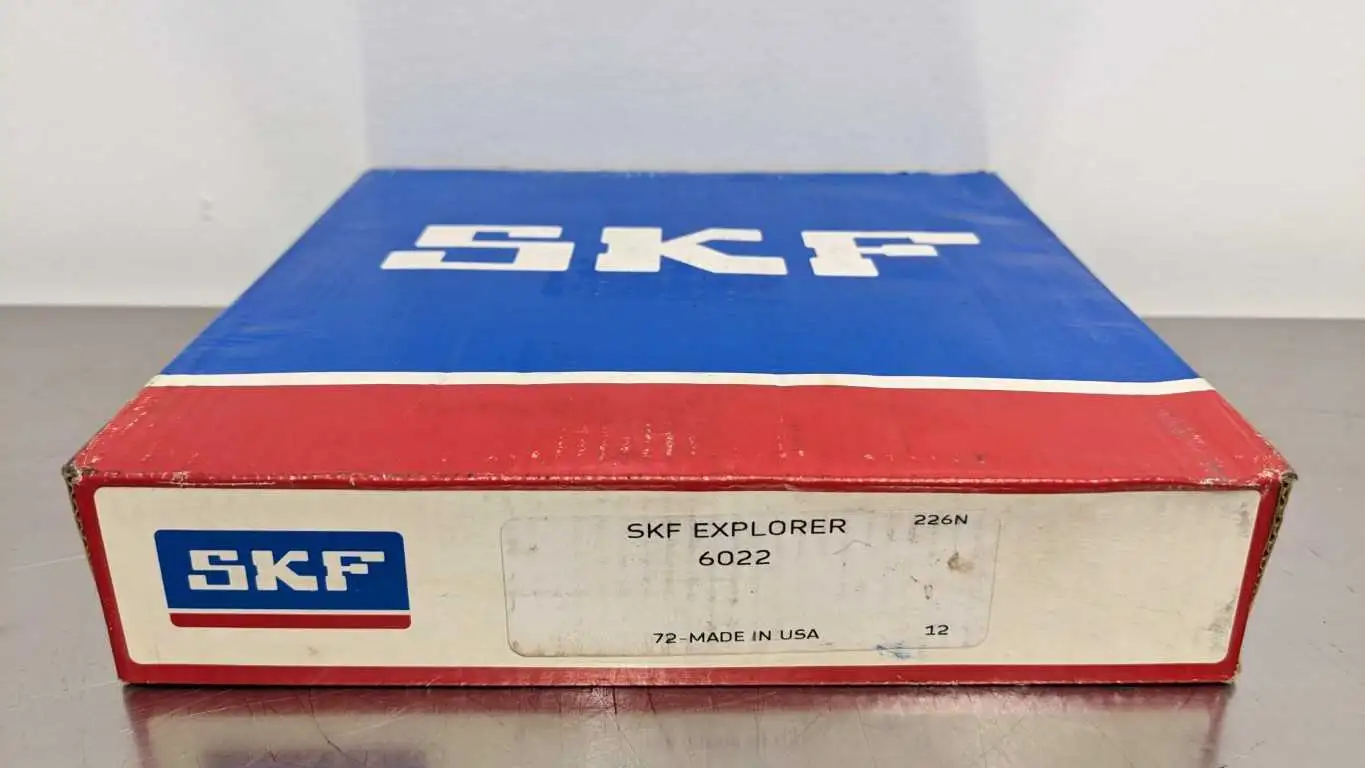 SKF
SKF
SKF EXPLORER
226N
6022
72-MADE IN USA
12